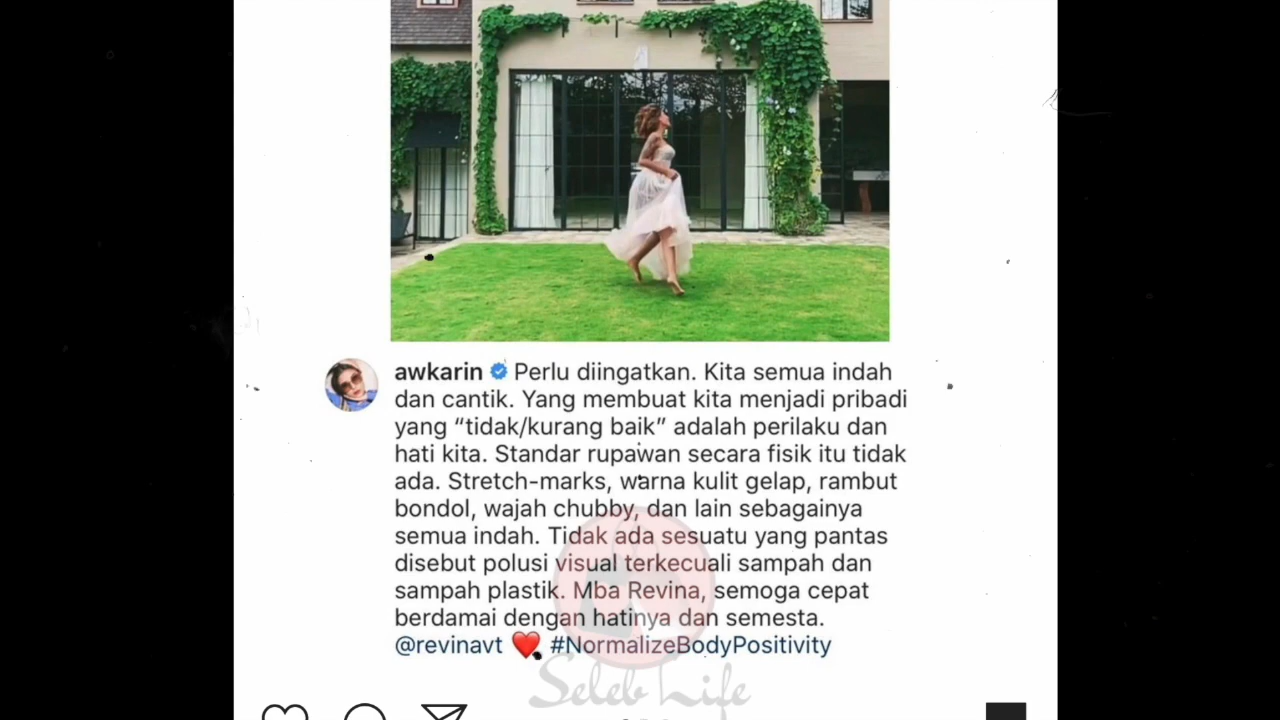 awkarin Perlu diingatkan. Kita semua indah
dan cantik. Yang membuat kita menjadi pribadi
yang “tidak/kurang baik” adalah perilaku dan
hati kita. Standar rupawan secara fisik itu tidak
ada. Stretch-marks, warna kulit gelap, rambut
bondol, wajah chubby, dan lain sebagainya
semua indah. Tidak ada sesuatu yang pantas
disebut polusi visual terkecuali sampah dan
sampah plastik. Mba Revina, semoga cepat
berdamai dengan hatinya dan semesta.
@revinavt ❤️ #NormalizeBodyPositivity
Seleb Life